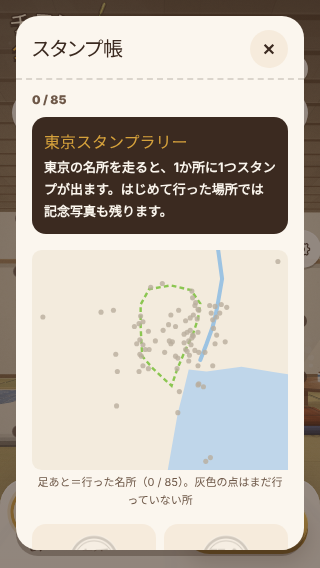 スタンプ帳
×
0 / 85
東京スタンプラリー
東京の名所を走ると、1か所に1つスタン
プが出ます。はじめて行った場所では
記念写真も残ります。
足あと＝行った名所（0 / 85）。灰色の点はまだ行
っていない所